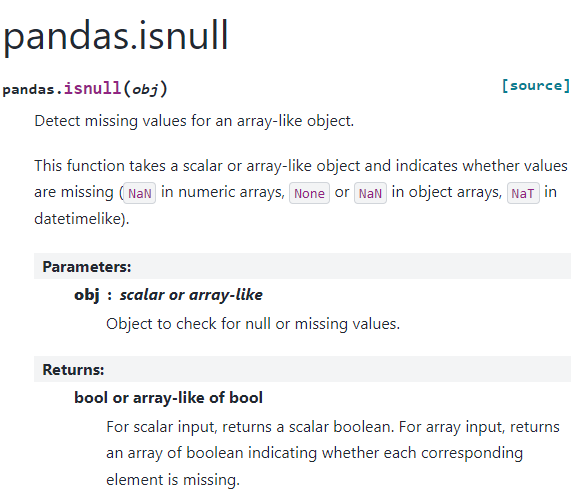 pandas.isnull
pandas.isnull(obj) [source]
Detect missing values for an array-like object.
This function takes a scalar or array-like object and indicates whether values
are missing (NaN in numeric arrays, None or NaN in object arrays, NaT in
datetimelike).
Parameters:
obj : scalar or array-like
Object to check for null or missing values.
Returns:
bool or array-like of bool
For scalar input, returns a scalar boolean. For array input, returns
an array of boolean indicating whether each corresponding
element is missing.